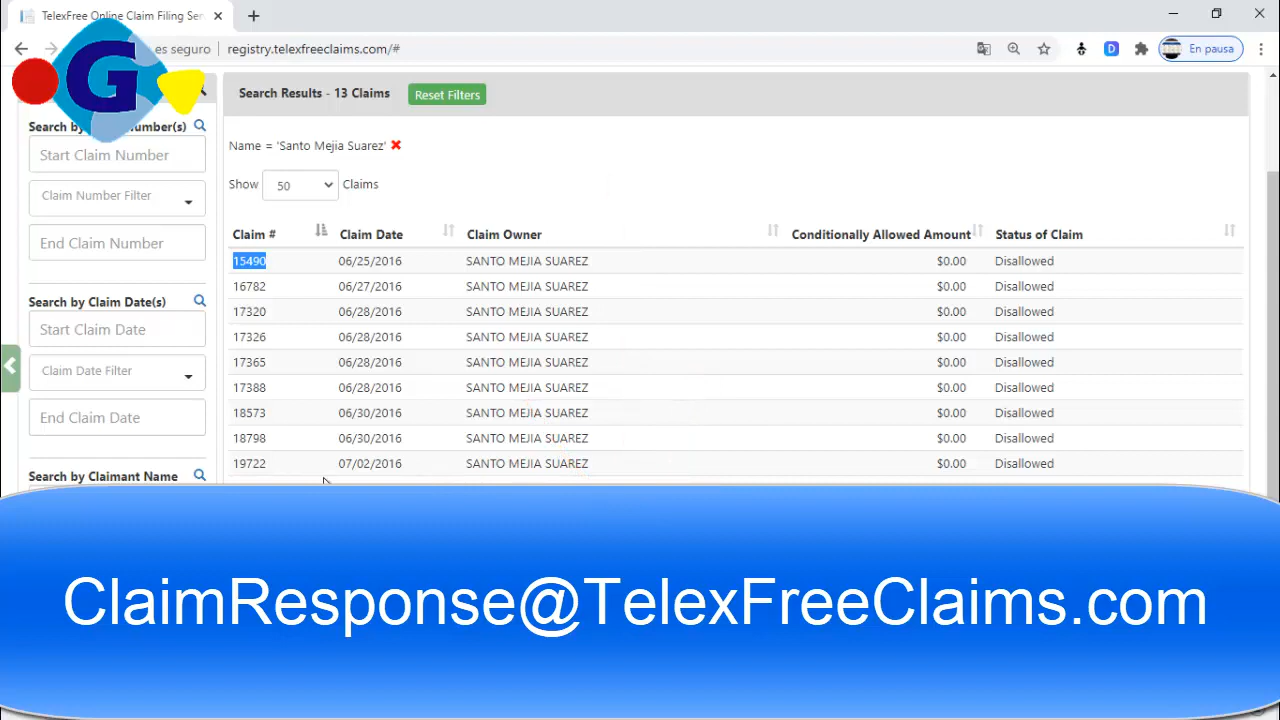 TelexFree Online Claim Filing Ser
es seguro
registry.telexfreeclaims.com/#
D
En pausa
G
Search Results - 13 Claims
Reset Filters
Search by
umber(s)
Start Claim Number
Claim Number Filter
End Claim Number
Search by Claim Date(s)
Start Claim Date
Claim Date Filter
End Claim Date
Search by Claimant Name
Name = 'Santo Mejia Suarez'
Show 50 Claims
Claim # Claim Date Claim Owner Conditionally Allowed Amount Status of Claim
15490 06/25/2016 SANTO MEJIA SUAREZ $0.00 Disallowed
16782 06/27/2016 SANTO MEJIA SUAREZ $0.00 Disallowed
17320 06/28/2016 SANTO MEJIA SUAREZ $0.00 Disallowed
17326 06/28/2016 SANTO MEJIA SUAREZ $0.00 Disallowed
17365 06/28/2016 SANTO MEJIA SUAREZ $0.00 Disallowed
17388 06/28/2016 SANTO MEJIA SUAREZ $0.00 Disallowed
18573 06/30/2016 SANTO MEJIA SUAREZ $0.00 Disallowed
18798 06/30/2016 SANTO MEJIA SUAREZ $0.00 Disallowed
19722 07/02/2016 SANTO MEJIA SUAREZ $0.00 Disallowed
ClaimResponse@TelexFreeClaims.com